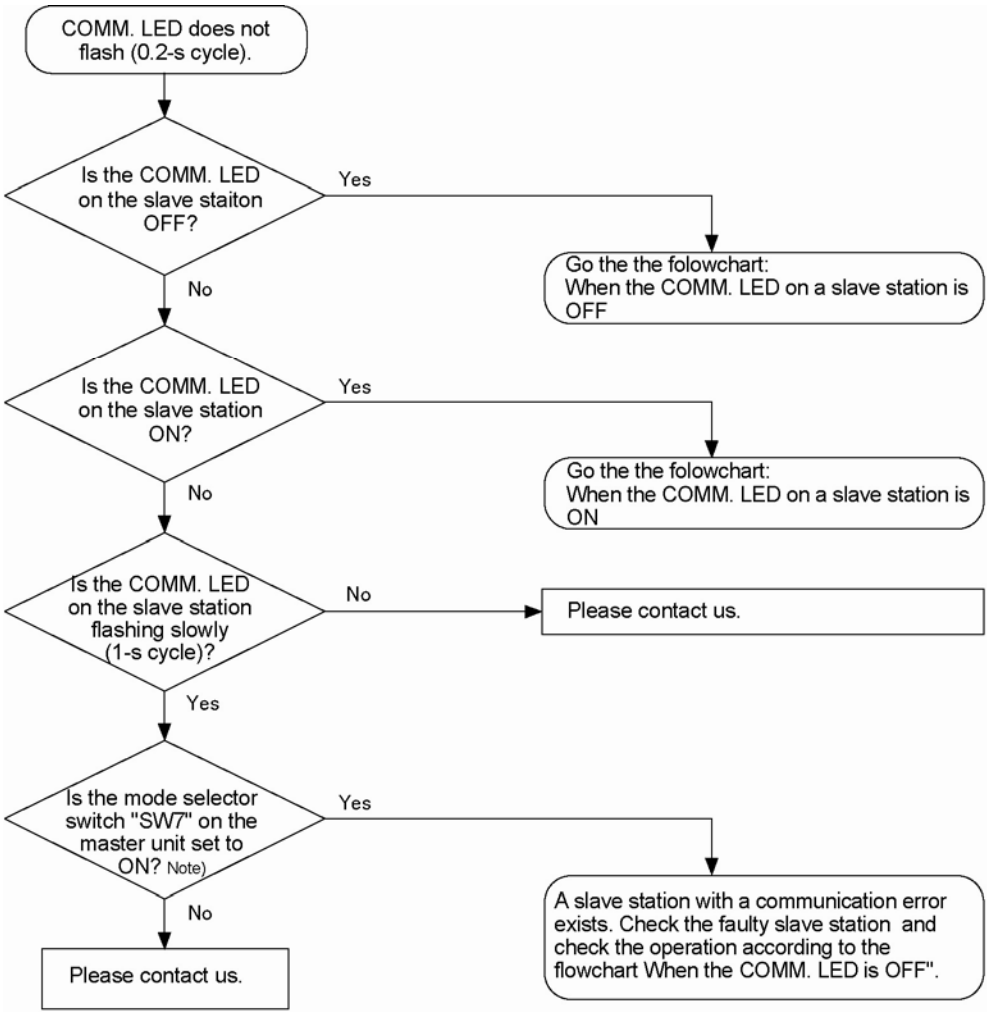 COMM. LED does not
flash (0.2-s cycle).
Is the COMM. LED
on the slave staiton
OFF?
Yes
Go the the folowchart:
When the COMM. LED on a slave station is
OFF
No
Is the COMM. LED
on the slave station
ON?
Yes
Go the the folowchart:
When the COMM. LED on a slave station is
ON
No
Is the COMM. LED
on the slave station
flashing slowly
(1-s cycle)?
No
Please contact us.
Yes
Is the mode selector
switch "SW7" on the
master unit set to
ON? Note)
Yes
A slave station with a communication error
exists. Check the faulty slave station and
check the operation according to the
flowchart When the COMM. LED is OFF".
No
Please contact us.